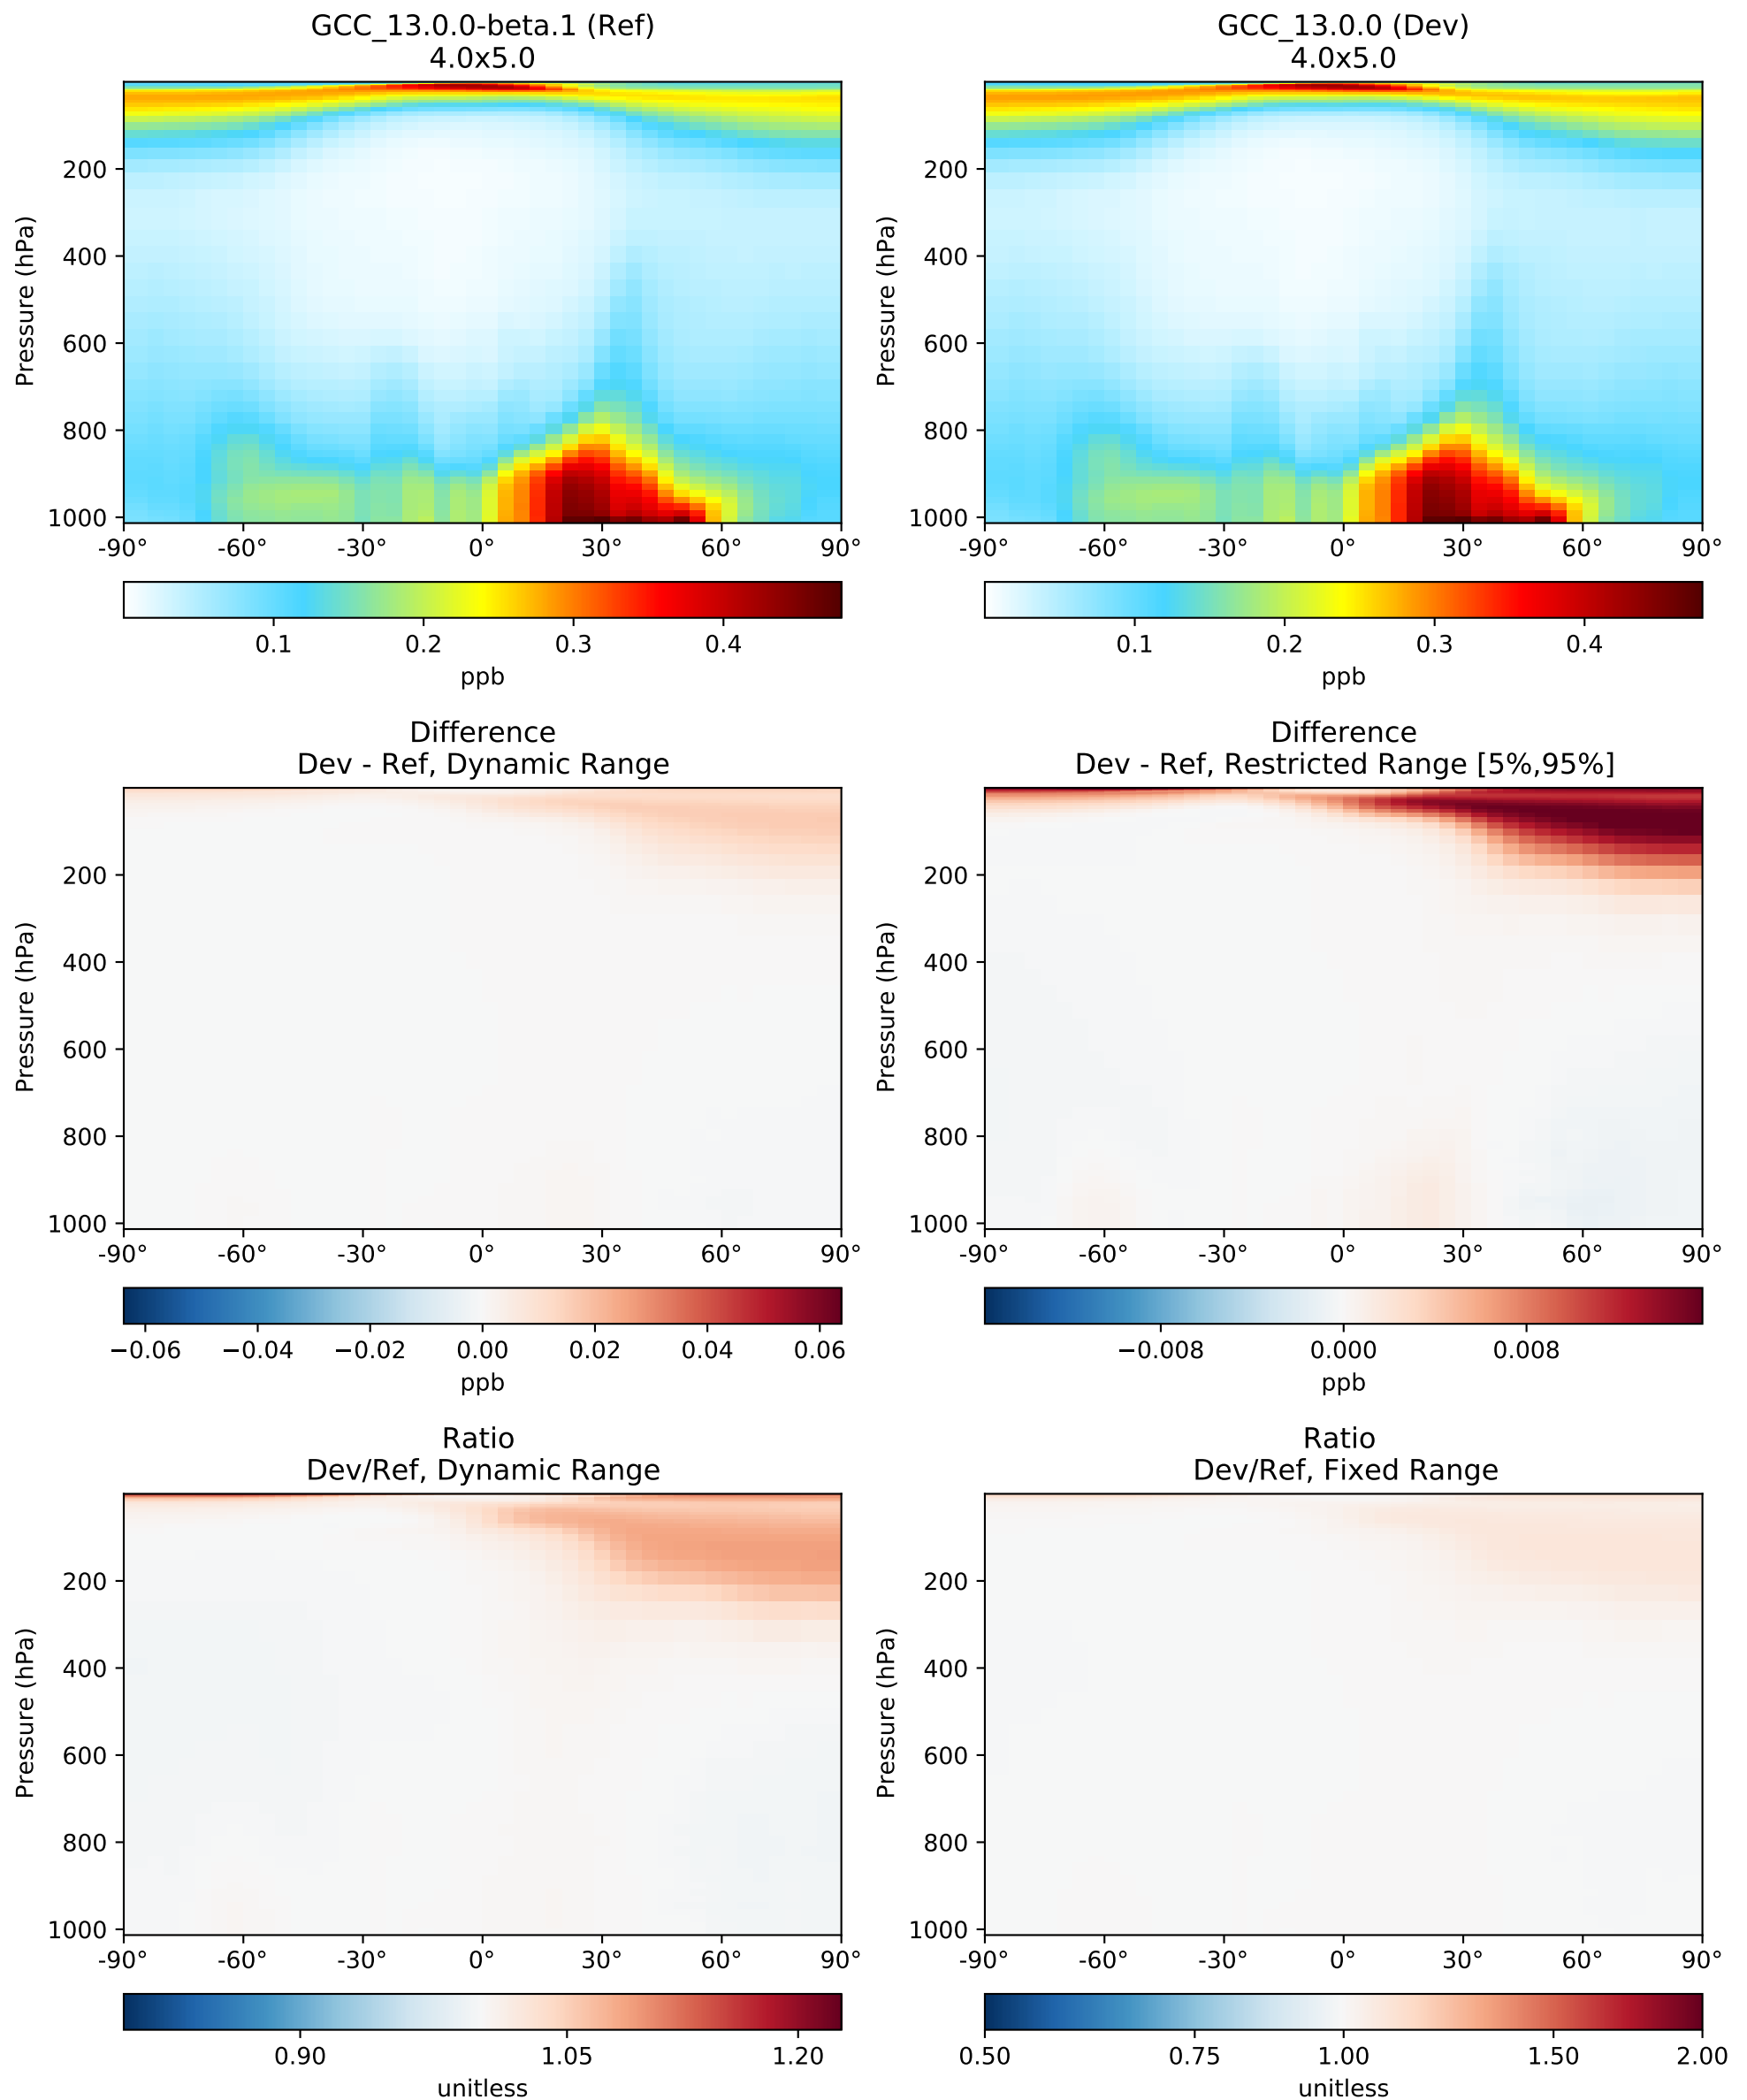 GCC_13.0.0-beta.1 (Ref)
4.0x5.0
GCC_13.0.0 (Dev)
4.0x5.0
Pressure (hPa)
200
400
600
800
1000
-90° -60° -30° 0° 30° 60° 90°
0.1 0.2 0.3 0.4
ppb
Pressure (hPa)
200
400
600
800
1000
-90° -60° -30° 0° 30° 60° 90°
0.1 0.2 0.3 0.4
ppb
Difference
Dev - Ref, Dynamic Range
Pressure (hPa)
200
400
600
800
1000
-90° -60° -30° 0° 30° 60° 90°
−0.06 −0.04 −0.02 0.00 0.02 0.04 0.06
ppb
Difference
Dev - Ref, Restricted Range [5%,95%]
Pressure (hPa)
200
400
600
800
1000
-90° -60° -30° 0° 30° 60° 90°
−0.008 0.000 0.008
ppb
Ratio
Dev/Ref, Dynamic Range
Pressure (hPa)
200
400
600
800
1000
-90° -60° -30° 0° 30° 60° 90°
0.90 1.05 1.20
unitless
Ratio
Dev/Ref, Fixed Range
Pressure (hPa)
200
400
600
800
1000
-90° -60° -30° 0° 30° 60° 90°
0.50 0.75 1.00 1.50 2.00
unitless